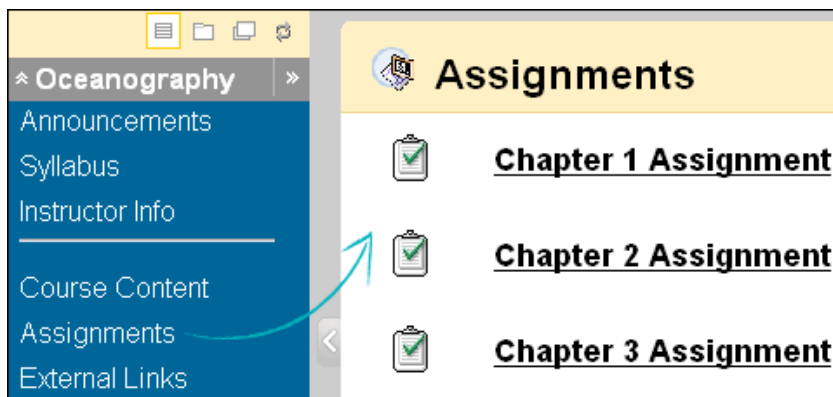 Oceanography
Announcements
Syllabus
Instructor Info
Course Content
Assignments
External Links
Assignments
Chapter 1 Assignment
Chapter 2 Assignment
Chapter 3 Assignment